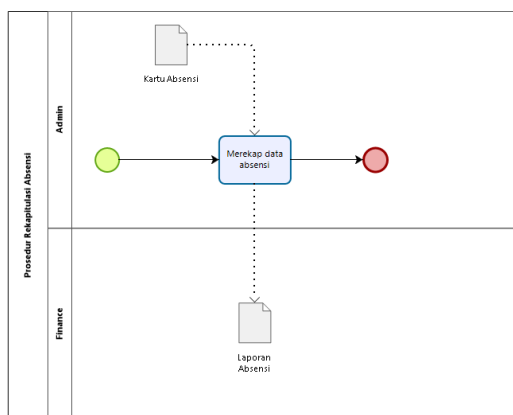 Prosedur Rekapitulasi Absensi
Admin
Kartu Absensi
Merekap data
absensi
Finance
Laporan
Absensi